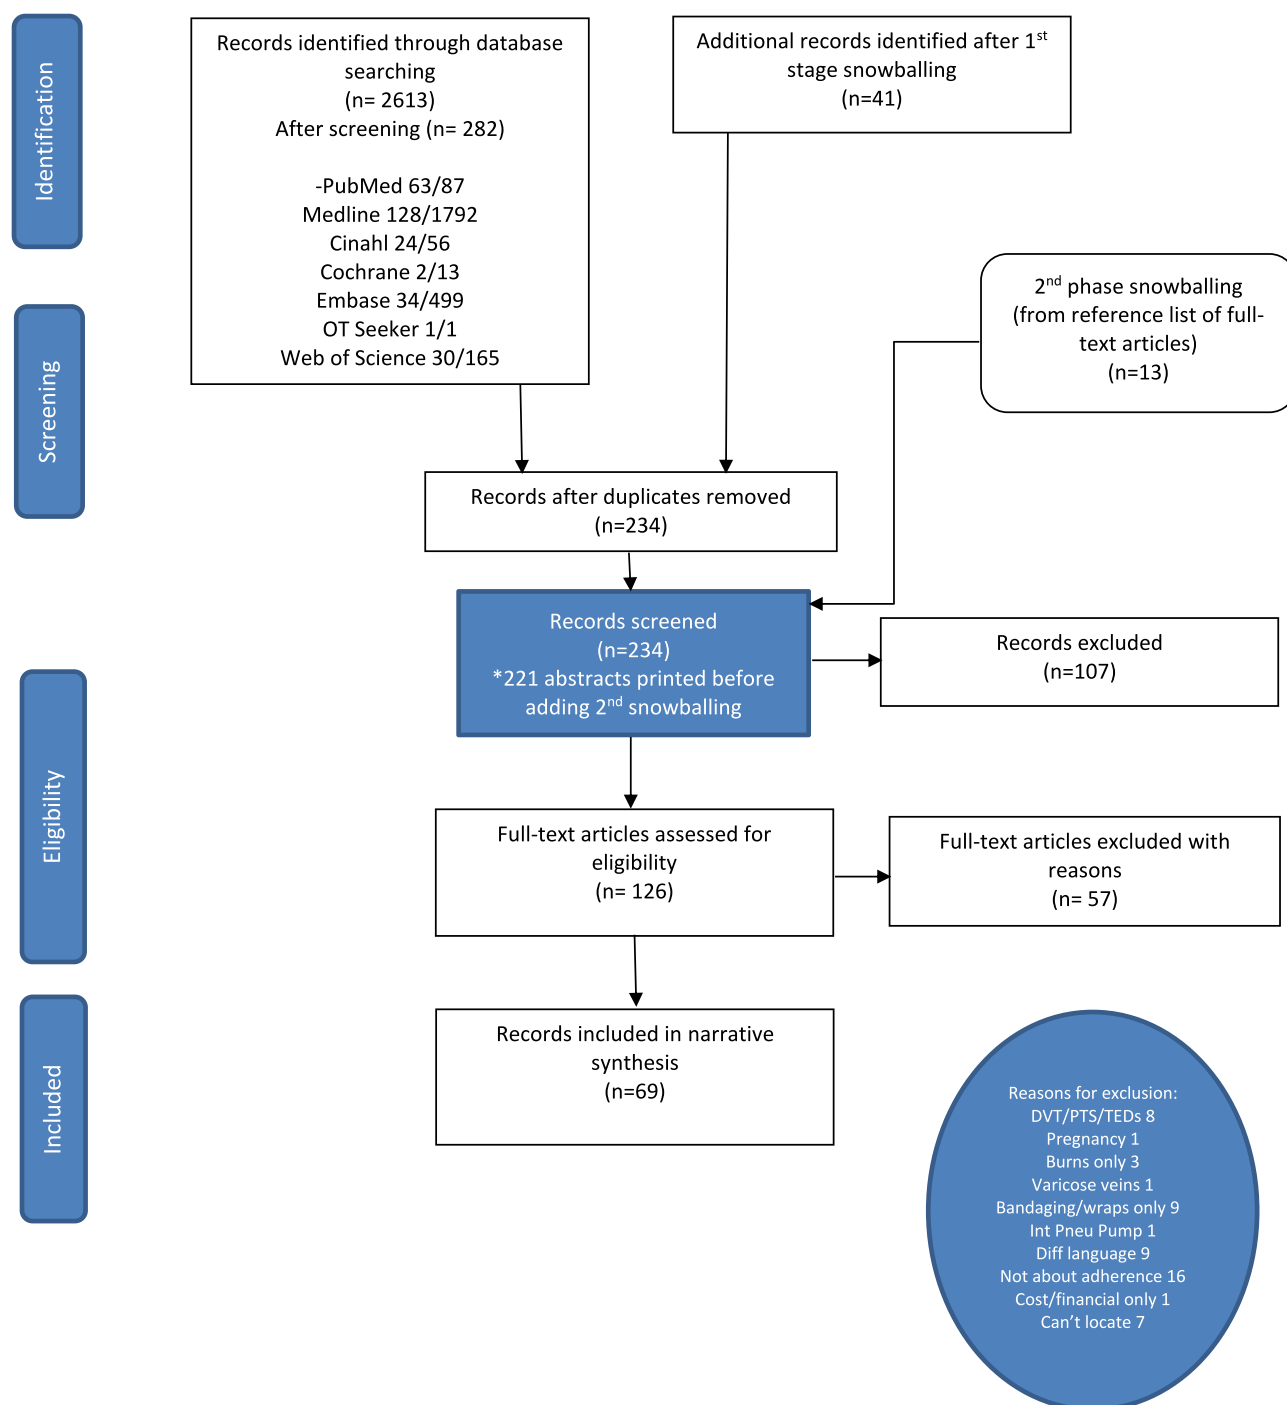 Identification
Records identified through database
searching
(n= 2613)
After screening (n= 282)
-PubMed 63/87
Medline 128/1792
Cinahl 24/56
Cochrane 2/13
Embase 34/499
OT Seeker 1/1
Web of Science 30/165
Additional records identified after 1st
stage snowballing
(n=41)
2nd phase snowballing
(from reference list of full-
text articles)
(n=13)
Screening
Records after duplicates removed
(n=234)
Records screened
(n=234)
*221 abstracts printed before
adding 2nd snowballing
Records excluded
(n=107)
Eligibility
Full-text articles assessed for
eligibility
(n= 126)
Full-text articles excluded with
reasons
(n= 57)
Included
Records included in narrative
synthesis
(n=69)
Reasons for exclusion:
DVT/PTS/TEDs 8
Pregnancy 1
Burns only 3
Varicose veins 1
Bandaging/wraps only 9
Int Pneu Pump 1
Diff language 9
Not about adherence 16
Cost/financial only 1
Can’t locate 7